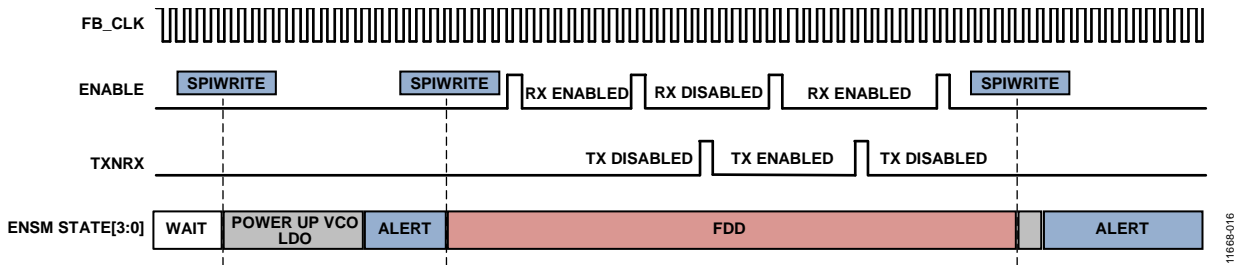 FB_CLK
ENABLE
SPIWRITE
SPIWRITE
RX ENABLED
RX DISABLED
RX ENABLED
SPIWRITE
TXNRX
TX DISABLED
TX ENABLED
TX DISABLED
ENSM STATE[3:0]
WAIT
POWER UP VCO
LDO
ALERT
FDD
ALERT
11668-016